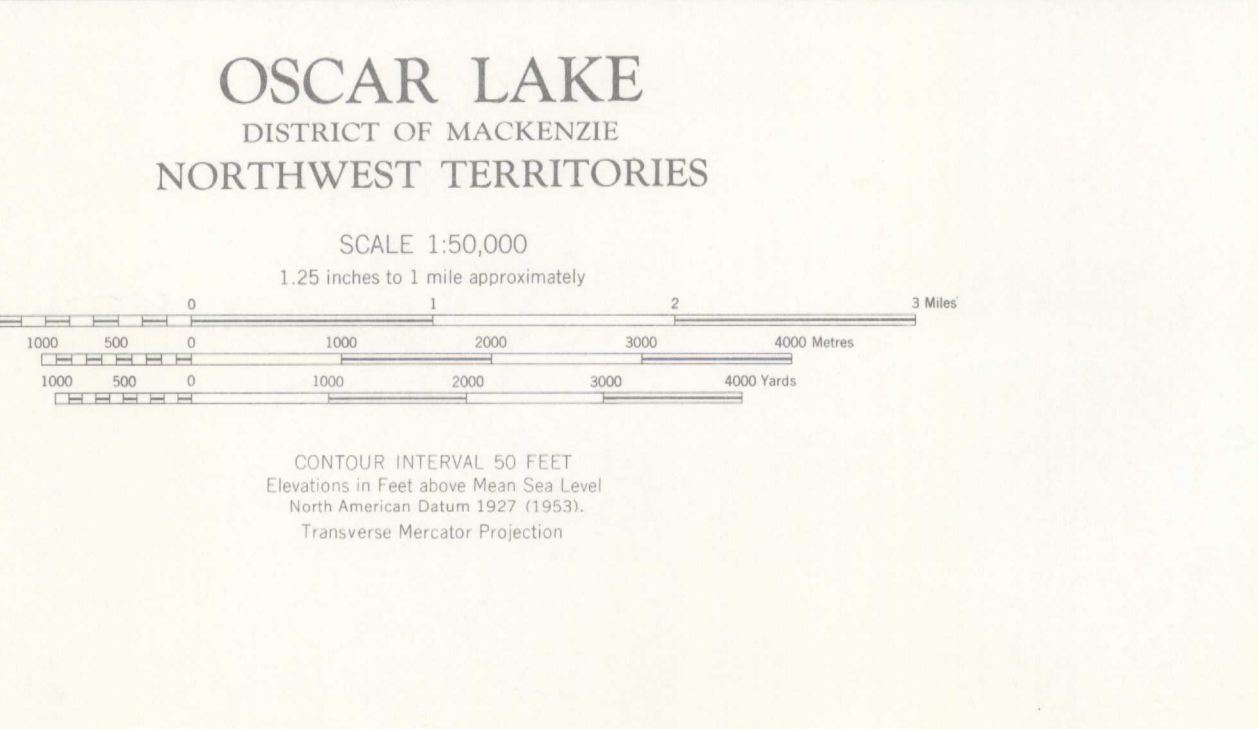 OSCAR LAKE
DISTRICT OF MACKENZIE
NORTHWEST TERRITORIES
SCALE 1:50,000
1.25 inches to 1 mile approximately
0 1 2 3 Miles
1000 500 0 1000 2000 3000 4000 Metres
1000 500 0 1000 2000 3000 4000 Yards
CONTOUR INTERVAL 50 FEET
Elevations in Feet above Mean Sea Level
North American Datum 1927 (1953).
Transverse Mercator Projection